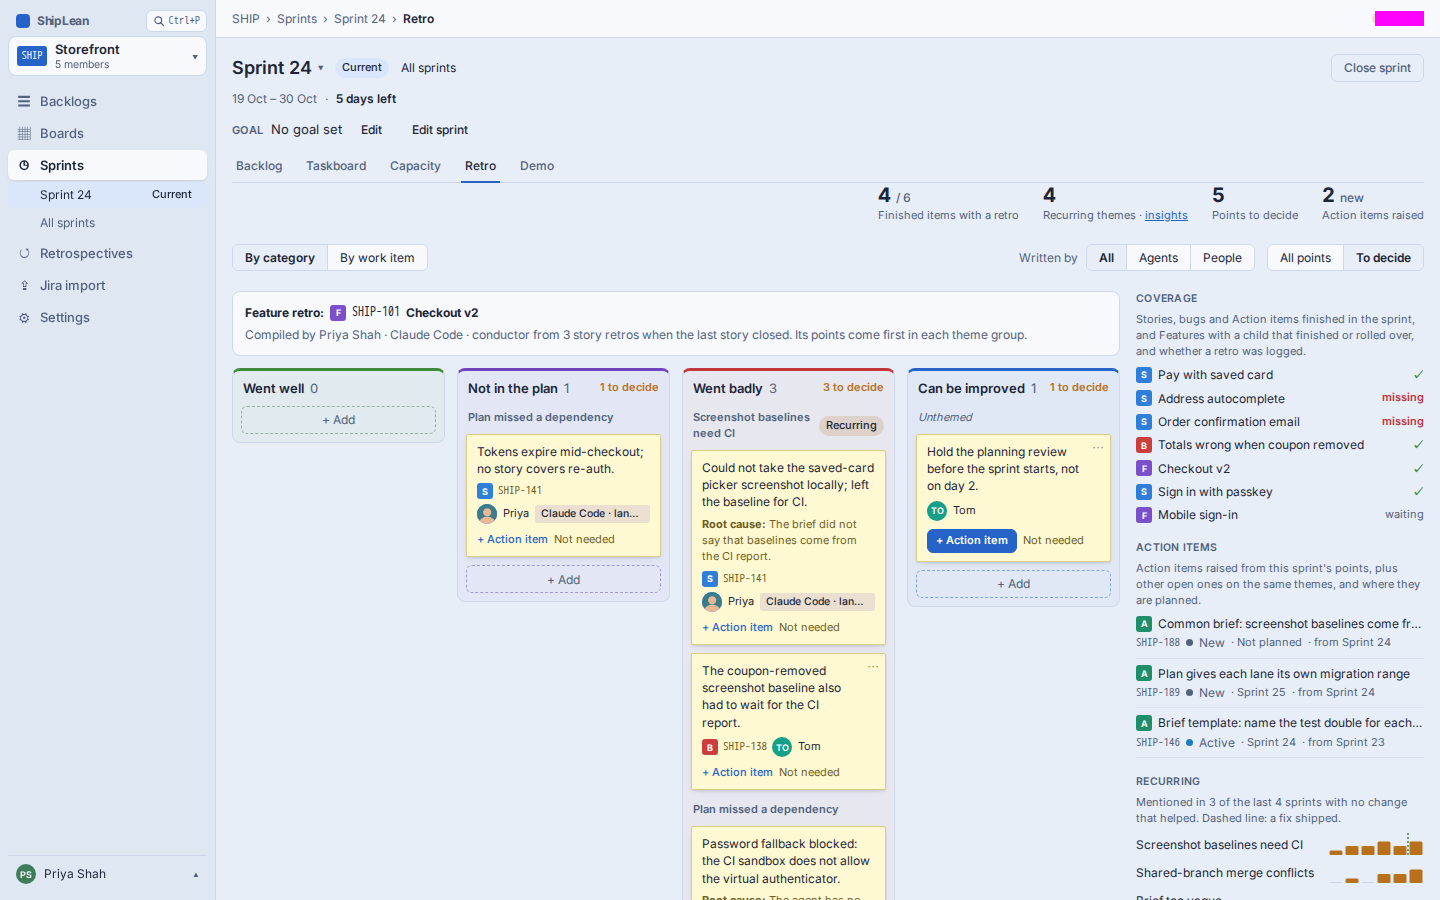 ShipLean
Ctrl+P
SHIP
Storefront
5 members
Backlogs
Boards
Sprints
Sprint 24 Current
All sprints
Retrospectives
Jira import
Settings
PS Priya Shah
SHIP › Sprints › Sprint 24 › Retro
Sprint 24 Current All sprints
Close sprint
19 Oct – 30 Oct · 5 days left
GOAL No goal set Edit Edit sprint
Backlog Taskboard Capacity Retro Demo
4 / 6
Finished items with a retro
4
Recurring themes · insights
5
Points to decide
2 new
Action items raised
By category By work item
Written by All Agents People All points To decide
Feature retro: F SHIP-101 Checkout v2
Compiled by Priya Shah · Claude Code · conductor from 3 story retros when the last story closed. Its points come first in each theme group.
Went well 0
+ Add
Not in the plan 1 1 to decide
Plan missed a dependency
Tokens expire mid-checkout;
no story covers re-auth.
S SHIP-141
Priya Claude Code · lan...
+ Action item Not needed
+ Add
Went badly 3 3 to decide
Screenshot baselines
need CI
Recurring
Could not take the saved-card
picker screenshot locally; left
the baseline for CI.
Root cause: The brief did not
say that baselines come from
the CI report.
S SHIP-141
Priya Claude Code · lan...
+ Action item Not needed
The coupon-removed
screenshot baseline also
had to wait for the CI
report.
B SHIP-138 TO Tom
+ Action item Not needed
Plan missed a dependency
Password fallback blocked:
the CI sandbox does not allow
the virtual authenticator.
Root cause: The agent has no
Can be improved 1 1 to decide
Unthemed
Hold the planning review
before the sprint starts, not
on day 2.
TO Tom
+ Action item Not needed
+ Add
COVERAGE
Stories, bugs and Action items finished in the sprint,
and Features with a child that finished or rolled over,
and whether a retro was logged.
S Pay with saved card ✓
S Address autocomplete missing
S Order confirmation email missing
B Totals wrong when coupon removed ✓
F Checkout v2 ✓
S Sign in with passkey ✓
F Mobile sign-in waiting
ACTION ITEMS
Action items raised from this sprint's points, plus
other open ones on the same themes, and where they
are planned.
A Common brief: screenshot baselines come fr...
SHIP-188 New · Not planned · from Sprint 24
A Plan gives each lane its own migration range
SHIP-189 New · Sprint 25 · from Sprint 24
A Brief template: name the test double for each...
SHIP-146 Active · Sprint 24 · from Sprint 23
RECURRING
Mentioned in 3 of the last 4 sprints with no change
that helped. Dashed line: a fix shipped.
Screenshot baselines need CI
Shared-branch merge conflicts